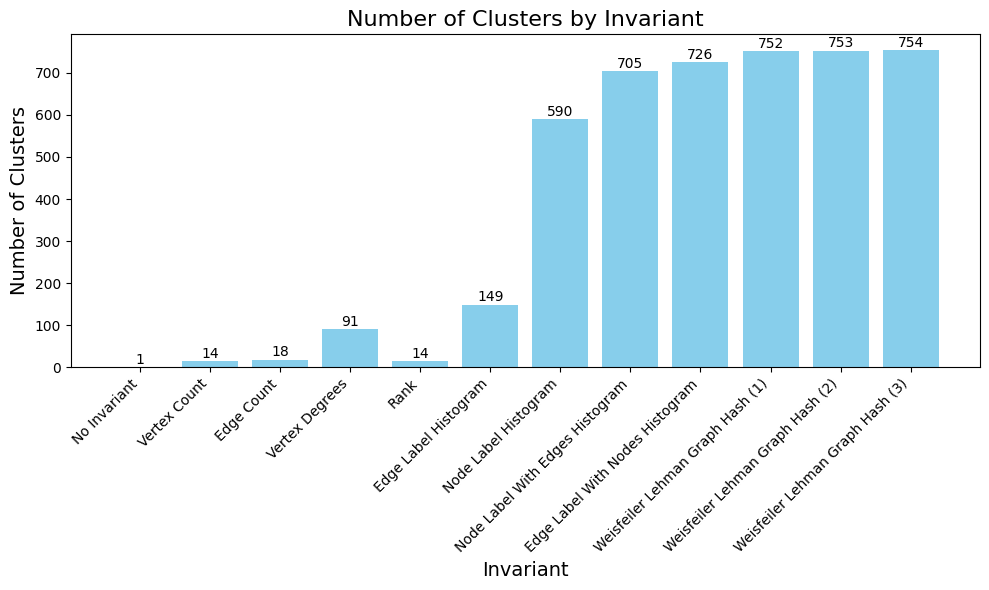 Number of Clusters by Invariant
Number of Clusters
700
600
500
400
300
200
100
0
1
14
18
91
14
149
590
705
726
752
753
754
No Invariant
Vertex Count
Edge Count
Vertex Degrees
Rank
Edge Label Histogram
Node Label Histogram
Node Label With Edges Histogram
Edge Label With Nodes Histogram
Weisfeiler Lehman Graph Hash (1)
Weisfeiler Lehman Graph Hash (2)
Weisfeiler Lehman Graph Hash (3)
Invariant